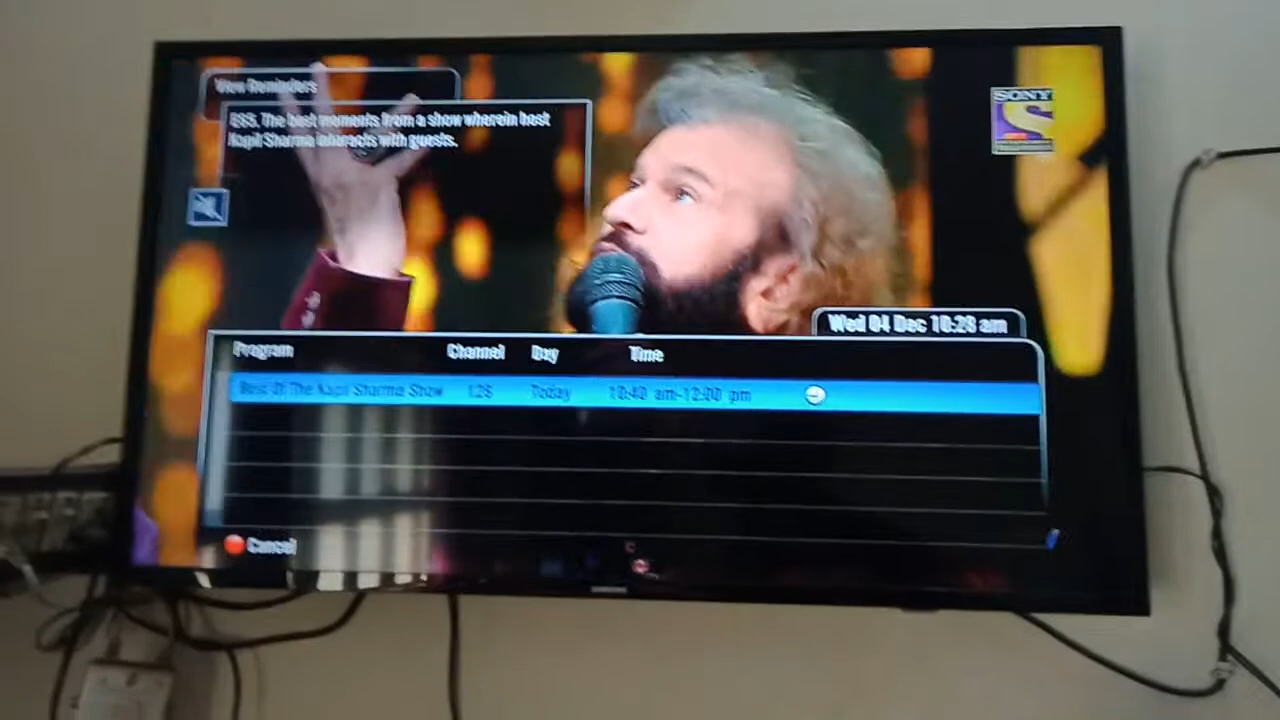 View Reminders
E65. The best moments from a show wherein host
Kapil Sharma interacts with guests.
SONY
Wed 04 Dec 10:28 am
Program Channel Day Time
Best Of The Kapil Sharma Show 126 Today 10:40 am-12:00 pm
Cancel